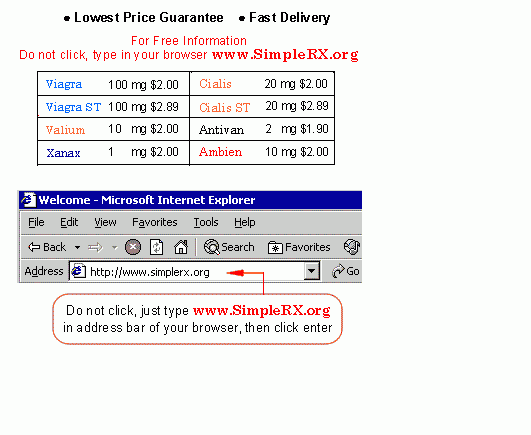 ● Lowest Price Guarantee ● Fast Delivery
For Free Information
Do not click, type in your browser www.SimpleRX.org
Viagra 100 mg $2.00 Cialis 20 mg $2.00
Viagra ST 100 mg $2.89 Cialis ST 20 mg $2.89
Valium 10 mg $2.00 Antivan 2 mg $1.90
Xanax 1 mg $2.00 Ambien 10 mg $2.00
Welcome - Microsoft Internet Explorer
File Edit View Favorites Tools Help
Back Search Favorites
Address http://www.simplerx.org Go
Do not click, just type www.SimpleRX.org
in address bar of your browser, then click enter